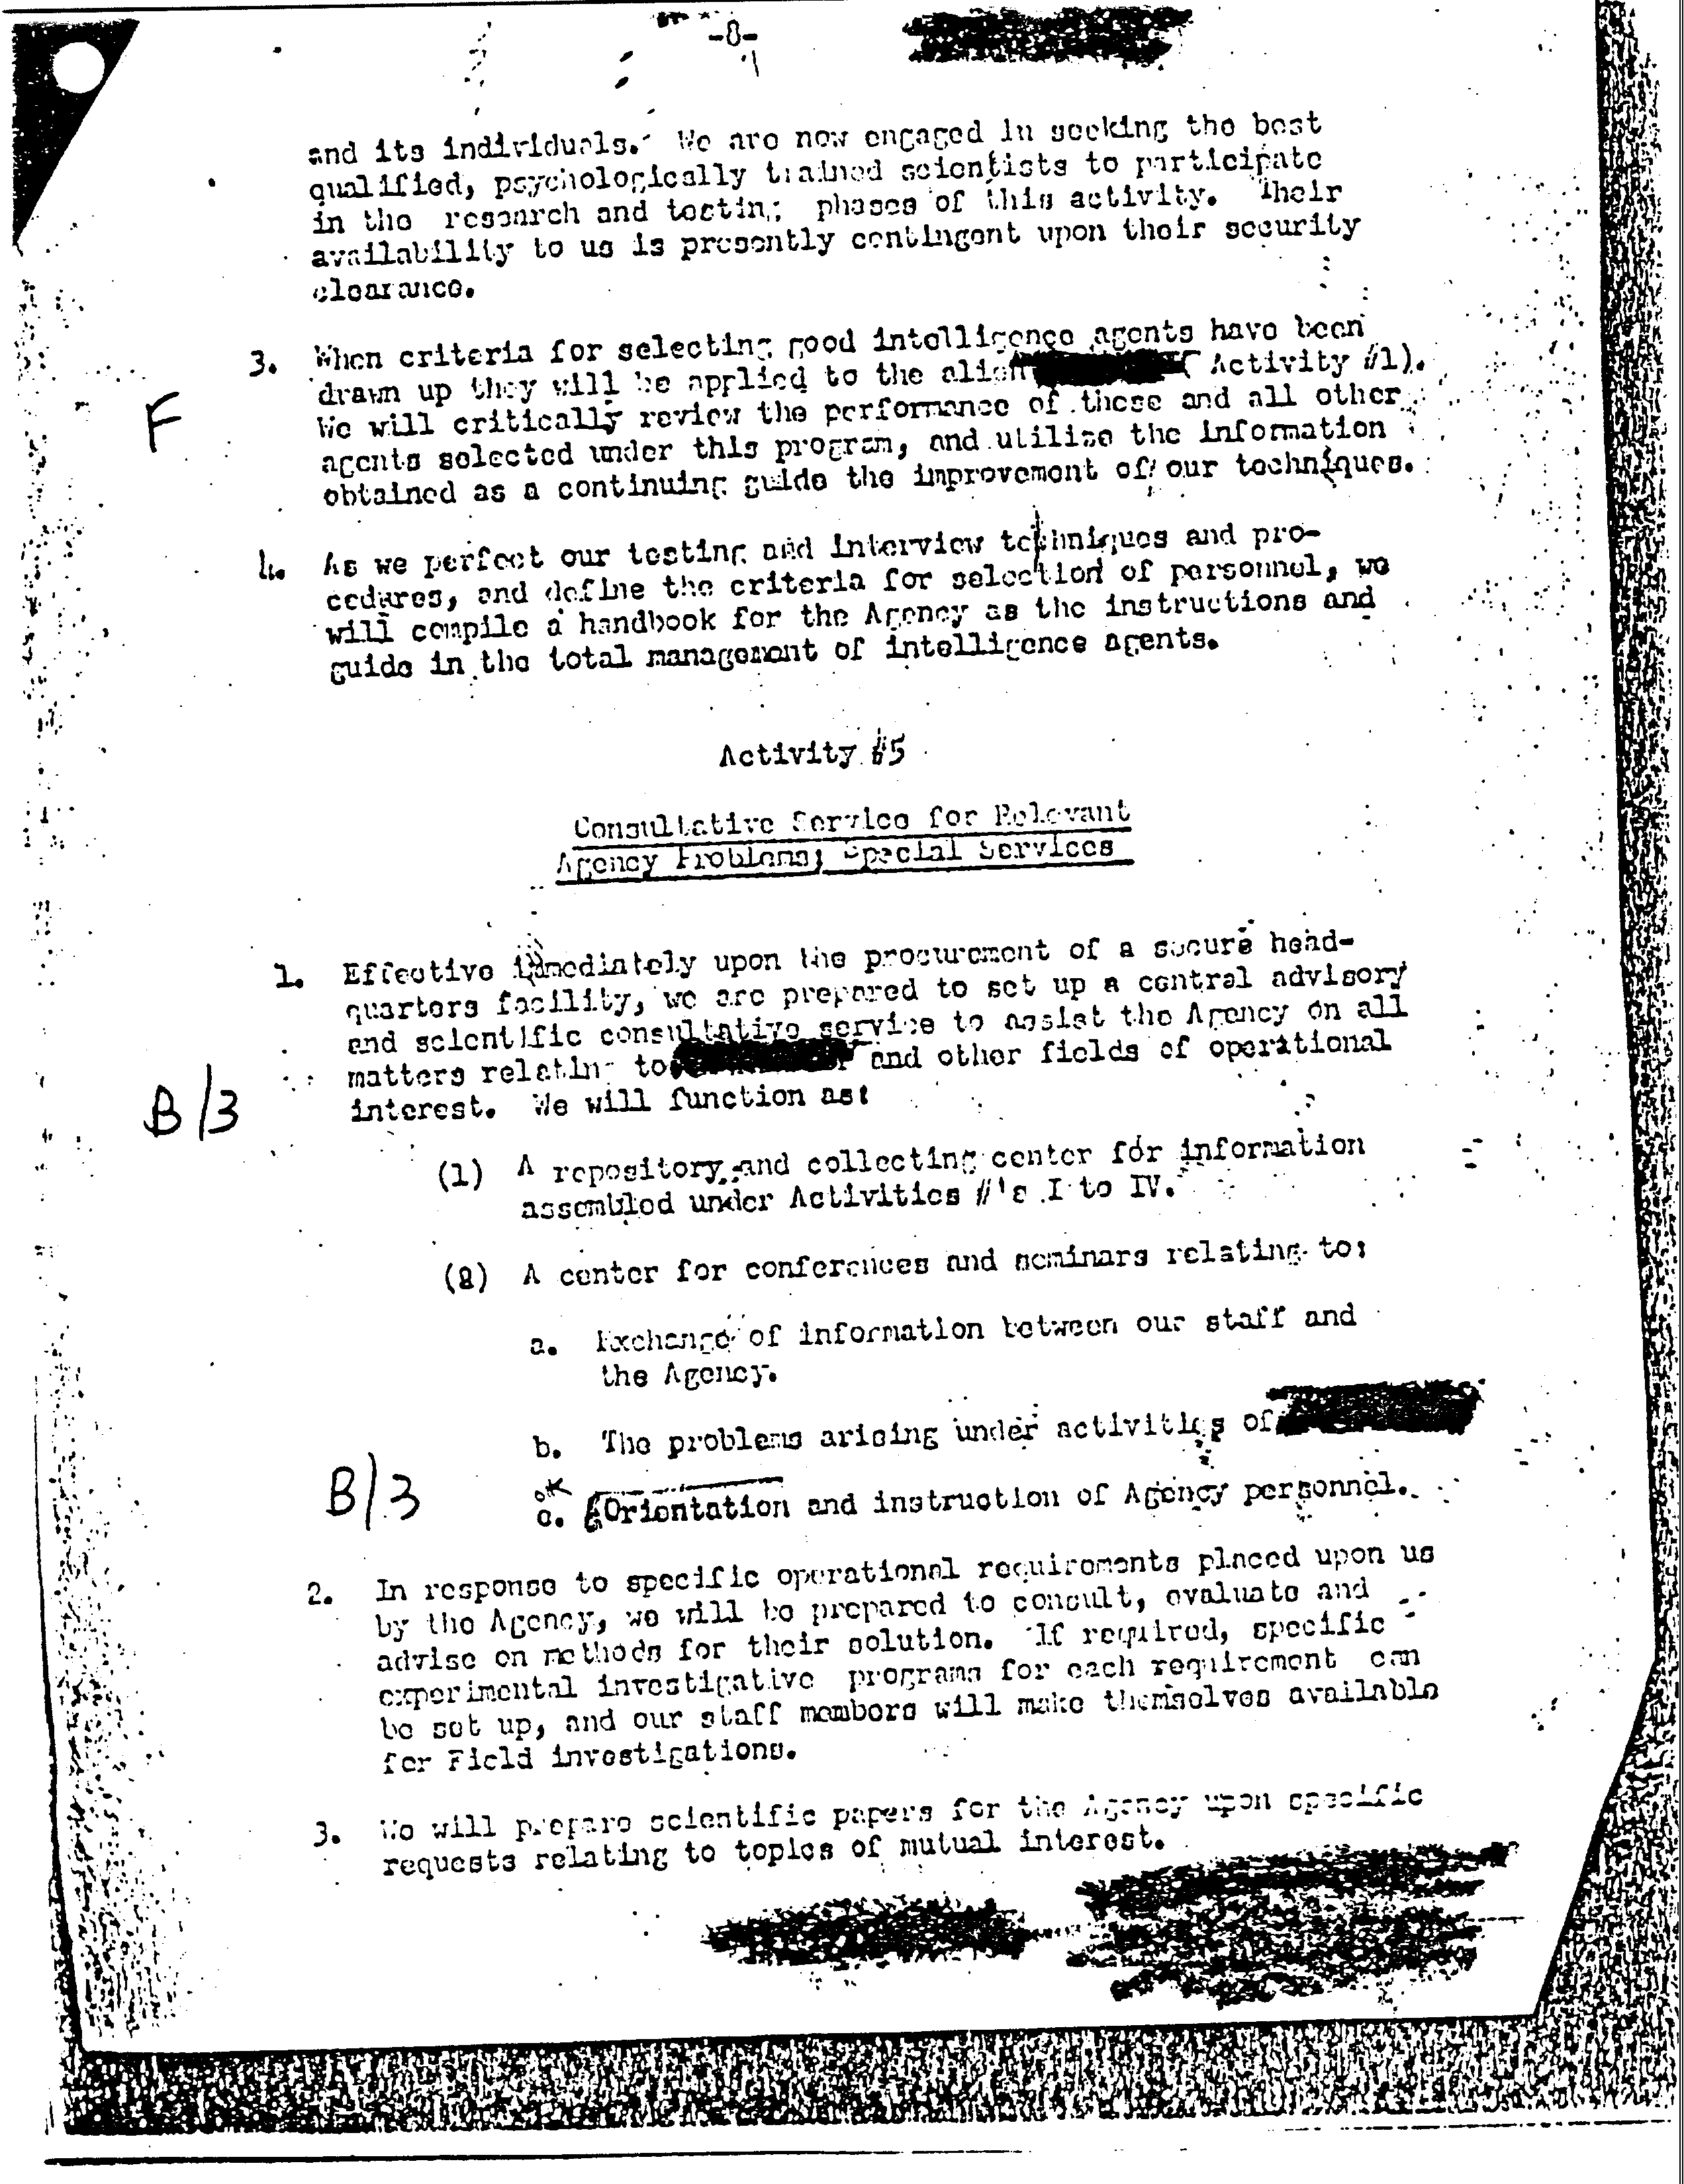 -8-
and its individuals. We are now engaged in seeking the best
qualified, psychologically trained scientists to participate
in the research and testing phases of this activity. Their
availability to us is presently contingent upon their security
clearance.
3. When criteria for selecting good intelligence agents have been
drawn up they will be applied to the alien ( Activity #1).
F
We will critically review the performance of these and all other
agents selected under this program, and utilize the information
obtained as a continuing guide the improvement of our techniques.
4. As we perfect our testing and interview techniques and pro-
cedures, and define the criteria for selection of personnel, we
will compile a handbook for the Agency as the instructions and
guide in the total management of intelligence agents.
Activity #5
Consultative Service for Relevant
Agency Problems; Special Services
1. Effective immediately upon the procurement of a secure head-
quarters facility, we are prepared to set up a central advisory
and scientific consultative service to assist the Agency on all
matters relating to and other fields of operational
B/3
interest. We will function as:
(1) A repository and collecting center for information
assembled under Activities #'s I to IV.
(2) A center for conferences and seminars relating to:
a. Exchange of information between our staff and
the Agency.
b. The problems arising under activities of
B/3
OK
c. Orientation and instruction of Agency personnel.
2. In response to specific operational requirements placed upon us
by the Agency, we will be prepared to consult, evaluate and
advise on methods for their solution. If required, specific
experimental investigative programs for each requirement can
be set up, and our staff members will make themselves available
for Field investigations.
3. We will prepare scientific papers for the Agency upon specific
requests relating to topics of mutual interest.